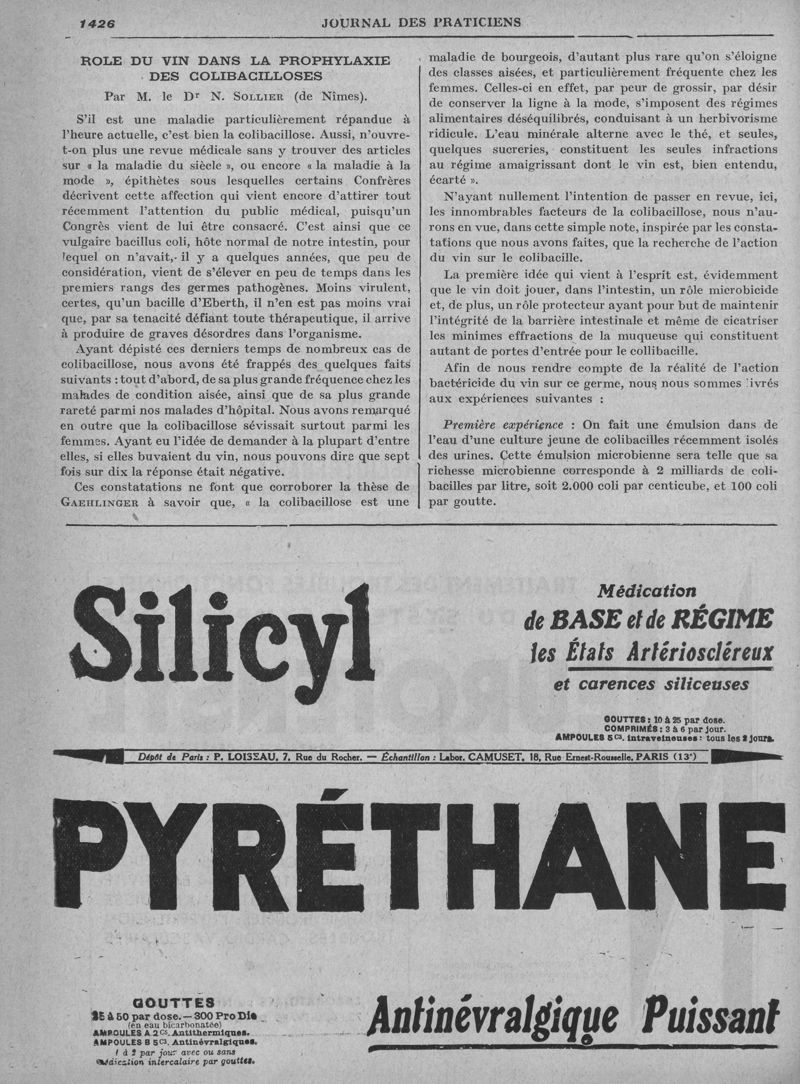 1426
JOURNAL DES PRATICIENS
ROLE DU VIN DANS LA PROPHYLAXIE
DES COLIBACILLOSES
Par M. le Dr N. SOLLIER (de Nîmes).
S'il est une maladie particulièrement répandue à
l'heure actuelle, c'est bien la colibacillose. Aussi, n'ouvre-
t-on plus une revue médicale sans y trouver des articles
sur « la maladie du siècle », ou encore « la maladie à la
mode », épithètes sous lesquelles certains Confrères
décrivent cette affection qui vient encore d'attirer tout
récemment l'attention du public médical, puisqu'un
Congrès vient de lui être consacré. C'est ainsi que ce
vulgaire bacillus coli, hôte normal de notre intestin, pour
lequel on n'avait, il y a quelques années, que peu de
considération, vient de s'élever en peu de temps dans les
premiers rangs des germes pathogènes. Moins virulent,
certes, qu'un bacille d'Eberth, il n'en est pas moins vrai
que, par sa tenacité défiant toute thérapeutique, il arrive
à produire de graves désordres dans l'organisme.
Ayant dépisté ces derniers temps de nombreux cas de
colibacillose, nous avons été frappés des quelques faits
suivants : tout d'abord, de sa plus grande fréquence chez les
malades de condition aisée, ainsi que de sa plus grande
rareté parmi nos malades d'hôpital. Nous avons remarqué
en outre que la colibacillose sévissait surtout parmi les
femmes. Ayant eu l'idée de demander à la plupart d'entre
elles, si elles buvaient du vin, nous pouvons dire que sept
fois sur dix la réponse était négative.
Ces constatations ne font que corroborer la thèse de
GAEHLINGER à savoir que, « la colibacillose est une
maladie de bourgeois, d'autant plus rare qu'on s'éloigne
des classes aisées, et particulièrement fréquente chez les
femmes. Celles-ci en effet, par peur de grossir, par désir
de conserver la ligne à la mode, s'imposent des régimes
alimentaires déséquilibrés, conduisant à un herbivorisme
ridicule. L'eau minérale alterne avec le thé, et seules,
quelques sucreries, constituent les seules infractions
au régime amaigrissant dont le vin est, bien entendu,
écarté ».
N'ayant nullement l'intention de passer en revue, ici,
les innombrables facteurs de la colibacillose, nous n'au-
rons en vue, dans cette simple note, inspirée par les consta-
tations que nous avons faites, que la recherche de l'action
du vin sur le colibacille.
La première idée qui vient à l'esprit est, évidemment
que le vin doit jouer, dans l'intestin, un rôle microbicide
et, de plus, un rôle protecteur ayant pour but de maintenir
l'intégrité de la barrière intestinale et même de cicatriser
les minimes effractions de la muqueuse qui constituent
autant de portes d'entrée pour le collibacille.
Afin de nous rendre compte de la réalité de l'action
bactéricide du vin sur ce germe, nous nous sommes livrés
aux expériences suivantes :
Première expérience : On fait une émulsion dans de
l'eau d'une culture jeune de colibacilles récemment isolés
des urines. Cette émulsion microbienne sera telle que sa
richesse microbienne correspond à 2 milliards de coli-
bacilles par litre, soit 2.000 coli par centicube, et 100 coli
par goutte.
Silicyl
Médication
de BASE et de RÉGIME
les États Artérioscléreux
et carences siliceuses
GOUTTES : 10 à 25 par dose.
COMPRIMÉS : 3 à 6 par jour.
AMPOULES 5 cs. intraveineuses : tous les 2 jours.
Dépôt de Paris : P. LOISEAU, 7, Rue du Rocher. — Échantillon : Labor. CAMUSET, 18, Rue Ernest-Rousselle, PARIS (13e)
PYRÉTHANE
GOUTTES
25 à 50 par dose. — 300 Pro Die
(en eau bicarbonatée)
AMPOULES A 2 cs. Antithermiques.
AMPOULES B 5 cs. Antinévralgiques.
1 à 2 par jour avec ou sans
médication intercalaire par gouttes.
Antinévralgique Puissant